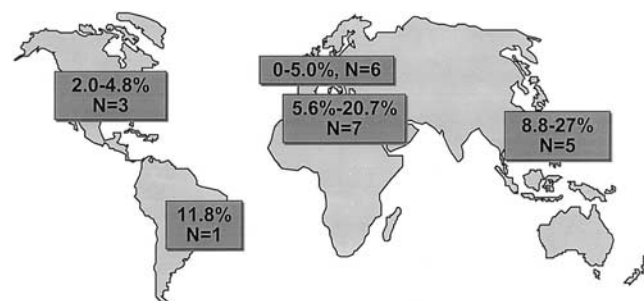 2.0-4.8%
N=3
0-5.0%, N=6
5.6%-20.7%
N=7
8.8-27%
N=5
11.8%
N=1